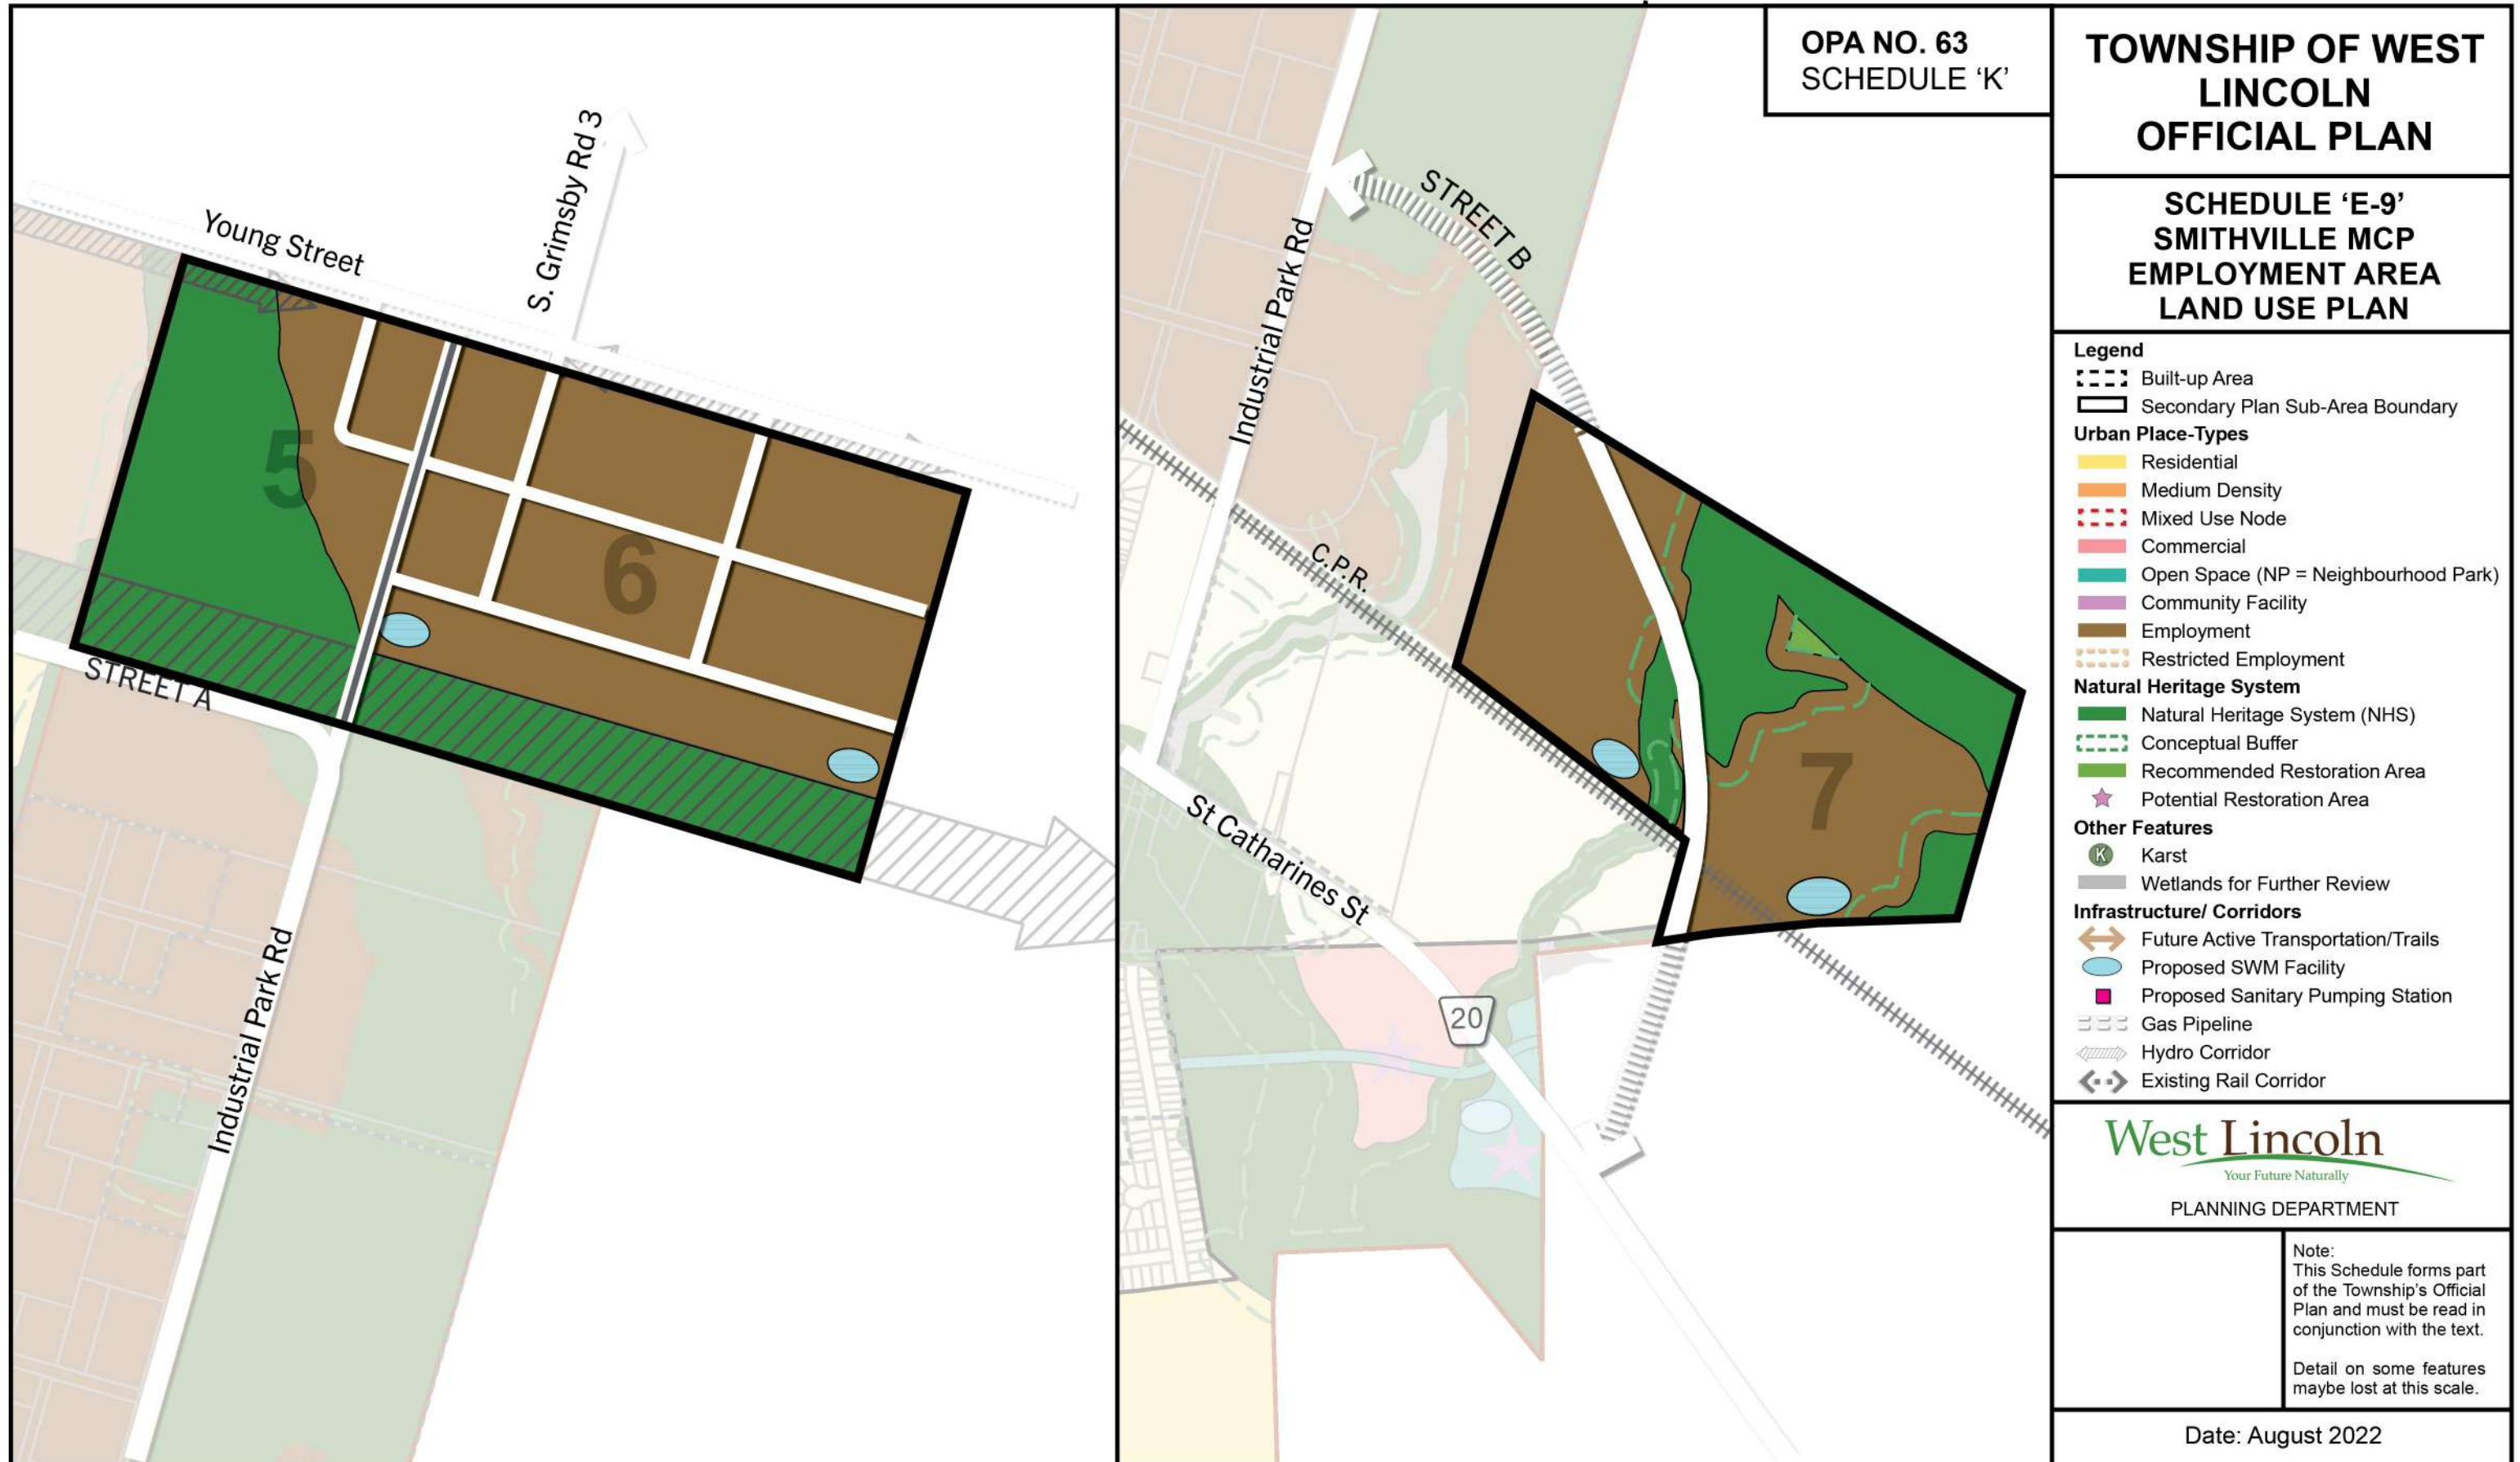 OPA NO. 63
SCHEDULE ‘K’
TOWNSHIP OF WEST
LINCOLN
OFFICIAL PLAN
SCHEDULE ‘E-9’
SMITHVILLE MCP
EMPLOYMENT AREA
LAND USE PLAN
Young Street
S. Grimsby Rd 3
5
6
STREET A
Industrial Park Rd
STREET B
Industrial Park Rd
C.P.R.
7
St Catharines St
20
Legend
Built-up Area
Secondary Plan Sub-Area Boundary
Urban Place-Types
Residential
Medium Density
Mixed Use Node
Commercial
Open Space (NP = Neighbourhood Park)
Community Facility
Employment
Restricted Employment
Natural Heritage System
Natural Heritage System (NHS)
Conceptual Buffer
Recommended Restoration Area
Potential Restoration Area
Other Features
K Karst
Wetlands for Further Review
Infrastructure/ Corridors
Future Active Transportation/Trails
Proposed SWM Facility
Proposed Sanitary Pumping Station
Gas Pipeline
Hydro Corridor
Existing Rail Corridor
West Lincoln
Your Future Naturally
PLANNING DEPARTMENT
Note:
This Schedule forms part
of the Township's Official
Plan and must be read in
conjunction with the text.
Detail on some features
maybe lost at this scale.
Date: August 2022